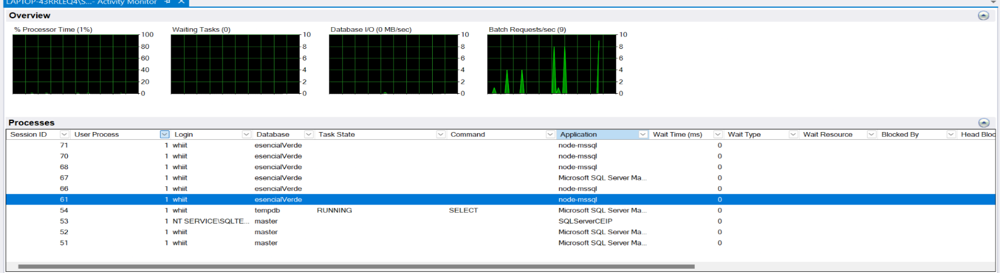 LAPTOP-43RRLEQ4\S...- Activity Monitor
Overview
% Processor Time (1%)
100
80
60
40
20
0
Waiting Tasks (0)
10
8
6
4
2
0
Database I/O (0 MB/sec)
10
8
6
4
2
0
Batch Requests/sec (9)
10
8
6
4
2
0
Processes
Session ID User Process Login Database Task State Command Application Wait Time (ms) Wait Type Wait Resource Blocked By Head Bloc
71 1 whiit esencialVerde node-mssql 0
70 1 whiit esencialVerde node-mssql 0
68 1 whiit esencialVerde node-mssql 0
67 1 whiit esencialVerde Microsoft SQL Server Ma... 0
66 1 whiit esencialVerde node-mssql 0
61 1 whiit esencialVerde node-mssql 0
54 1 whiit tempdb RUNNING SELECT Microsoft SQL Server Ma... 0
53 1 NT SERVICE\SQLTE... master SQLServerCEIP 0
52 1 whiit master Microsoft SQL Server Ma... 0
51 1 whiit master Microsoft SQL Server Ma... 0